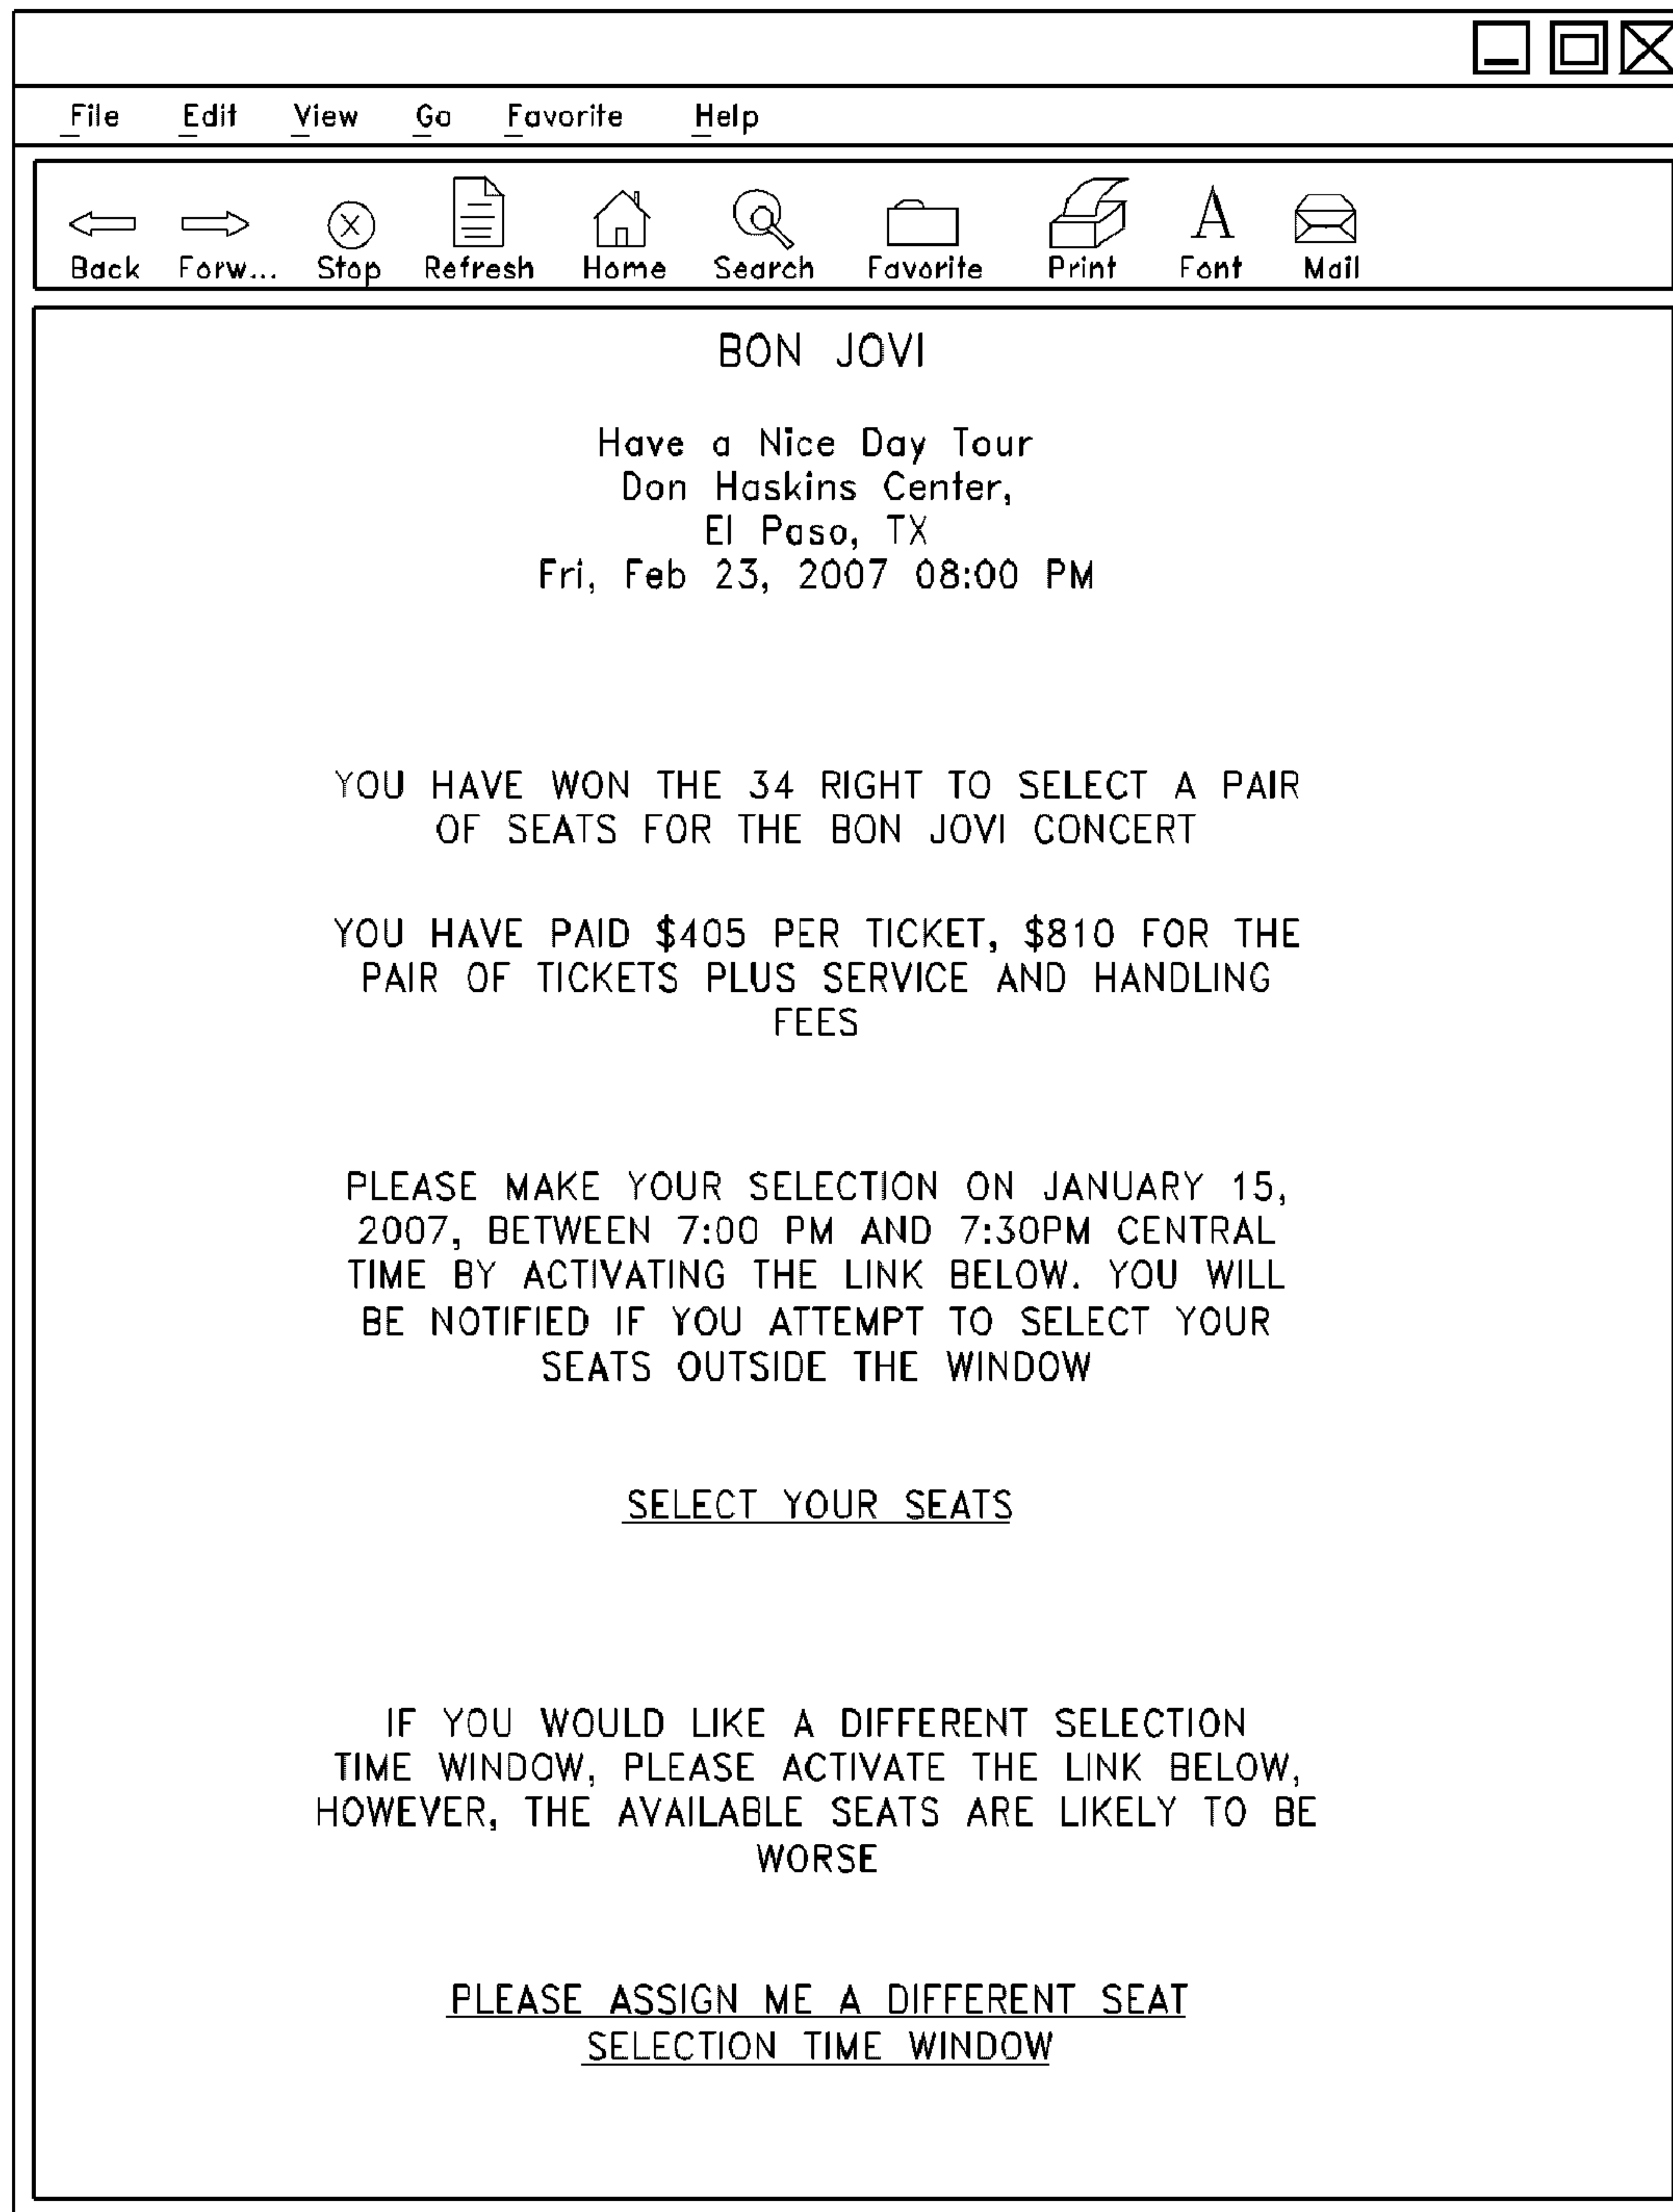 File Edit View Go Favorite Help
Back Forw... Stop Refresh Home Search Favorite Print Font Mail
BON JOVI
Have a Nice Day Tour
Don Haskins Center,
El Paso, TX
Fri, Feb 23, 2007 08:00 PM
YOU HAVE WON THE 34 RIGHT TO SELECT A PAIR
OF SEATS FOR THE BON JOVI CONCERT
YOU HAVE PAID $405 PER TICKET, $810 FOR THE
PAIR OF TICKETS PLUS SERVICE AND HANDLING
FEES
PLEASE MAKE YOUR SELECTION ON JANUARY 15,
2007, BETWEEN 7:00 PM AND 7:30PM CENTRAL
TIME BY ACTIVATING THE LINK BELOW. YOU WILL
BE NOTIFIED IF YOU ATTEMPT TO SELECT YOUR
SEATS OUTSIDE THE WINDOW
SELECT YOUR SEATS
IF YOU WOULD LIKE A DIFFERENT SELECTION
TIME WINDOW, PLEASE ACTIVATE THE LINK BELOW,
HOWEVER, THE AVAILABLE SEATS ARE LIKELY TO BE
WORSE
PLEASE ASSIGN ME A DIFFERENT SEAT
SELECTION TIME WINDOW